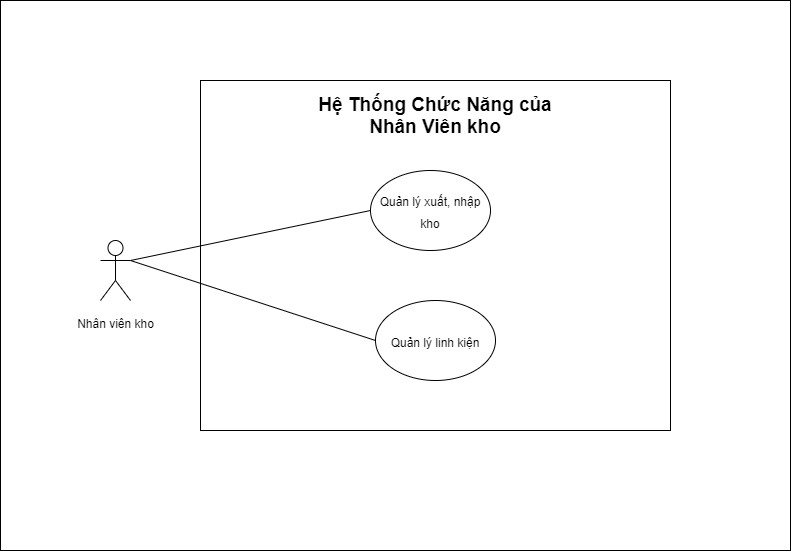 Hệ Thống Chức Năng của
Nhân Viên kho
Quản lý xuất, nhập
kho
Nhân viên kho
Quản lý linh kiện